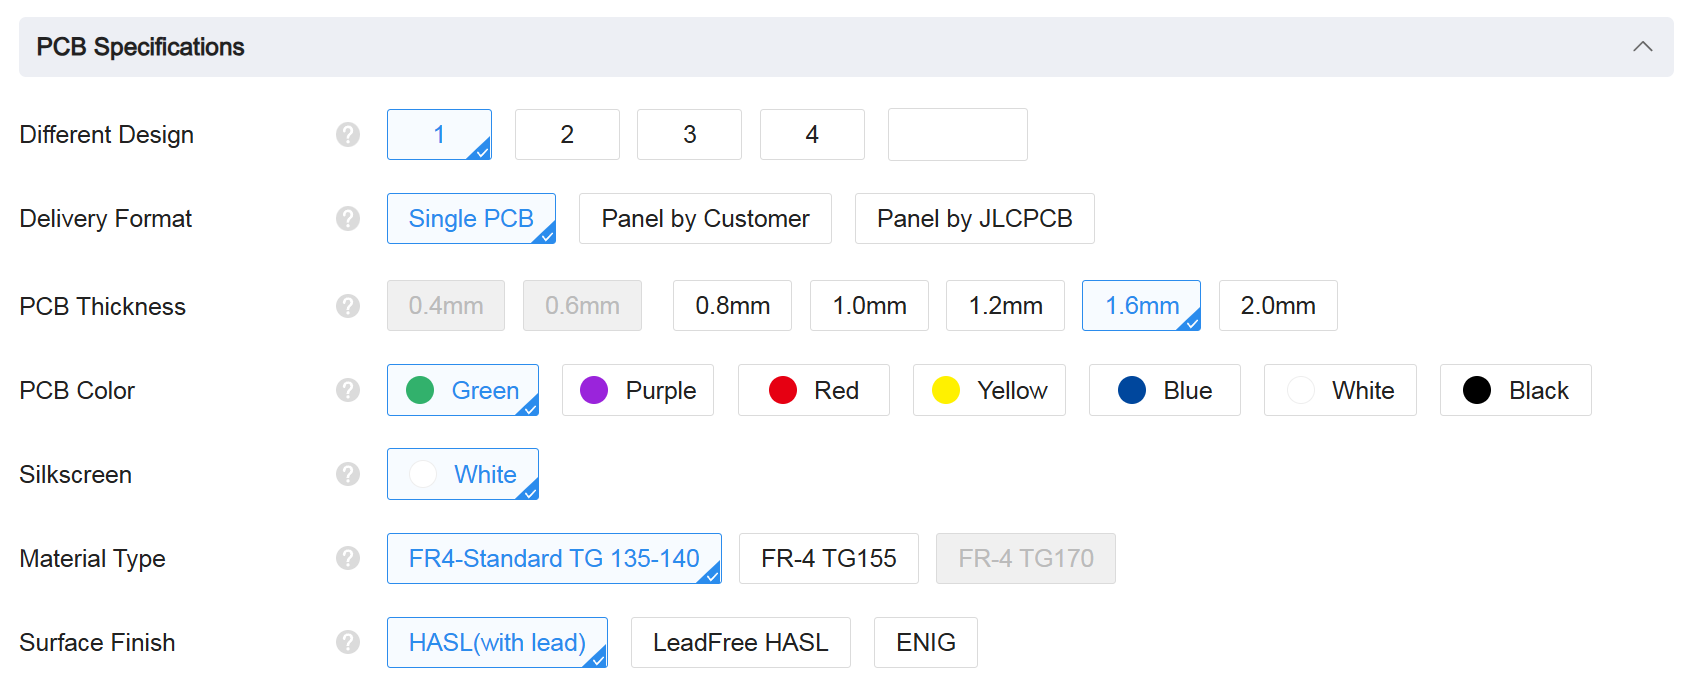 PCB Specifications
Different Design ? 1 2 3 4
Delivery Format ? Single PCB Panel by Customer Panel by JLCPCB
PCB Thickness ? 0.4mm 0.6mm 0.8mm 1.0mm 1.2mm 1.6mm 2.0mm
PCB Color ? Green Purple Red Yellow Blue White Black
Silkscreen ? White
Material Type ? FR4-Standard TG 135-140 FR-4 TG155 FR-4 TG170
Surface Finish ? HASL(with lead) LeadFree HASL ENIG